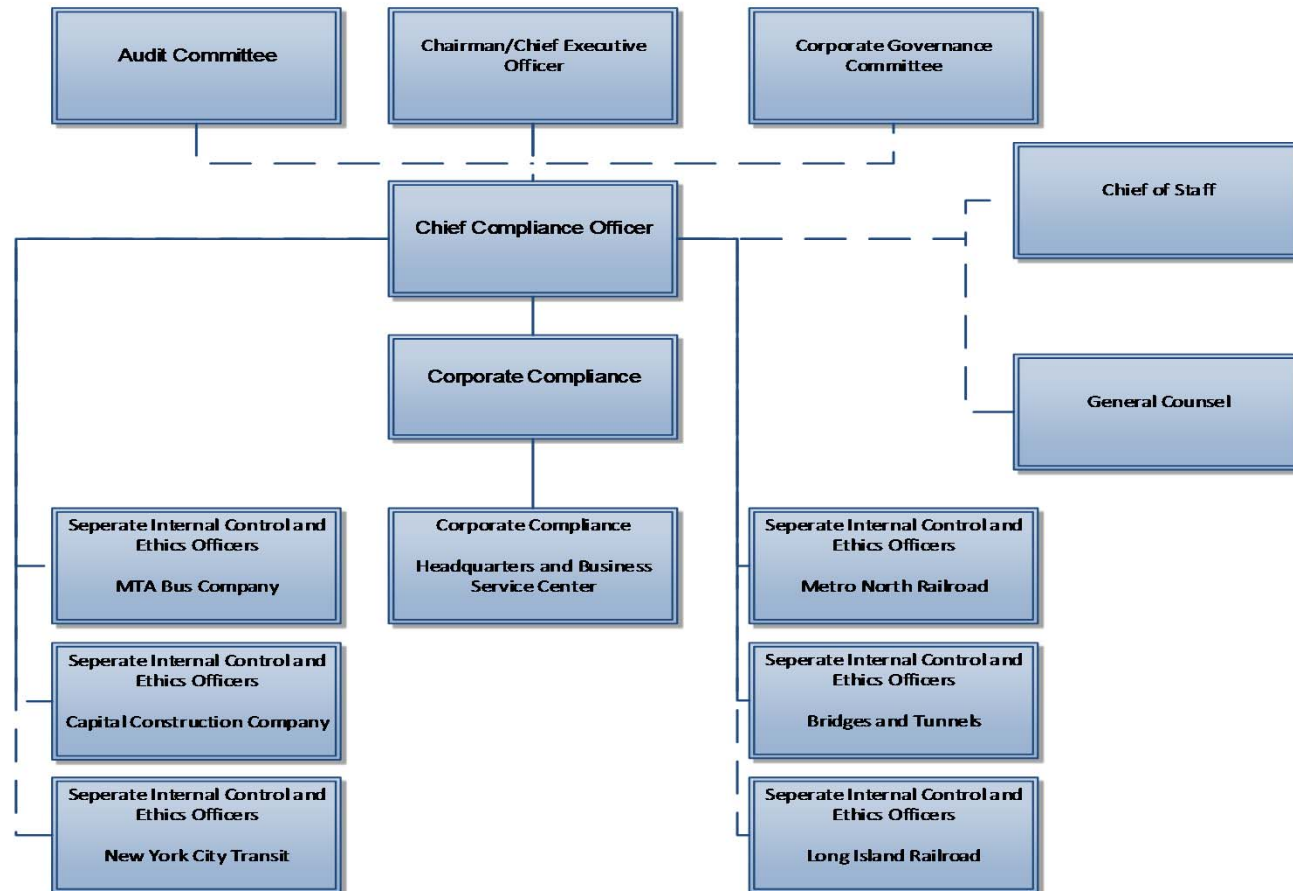 Audit Committee
Chairman/Chief Executive
Officer
Corporate Governance
Committee
Chief of Staff
Chief Compliance Officer
Corporate Compliance
General Counsel
Seperate Internal Control and
Ethics Officers
MTA Bus Company
Corporate Compliance
Headquarters and Business
Service Center
Seperate Internal Control and
Ethics Officers
Metro North Railroad
Seperate Internal Control and
Ethics Officers
Capital Construction Company
Seperate Internal Control and
Ethics Officers
Bridges and Tunnels
Seperate Internal Control and
Ethics Officers
New York City Transit
Seperate Internal Control and
Ethics Officers
Long Island Railroad